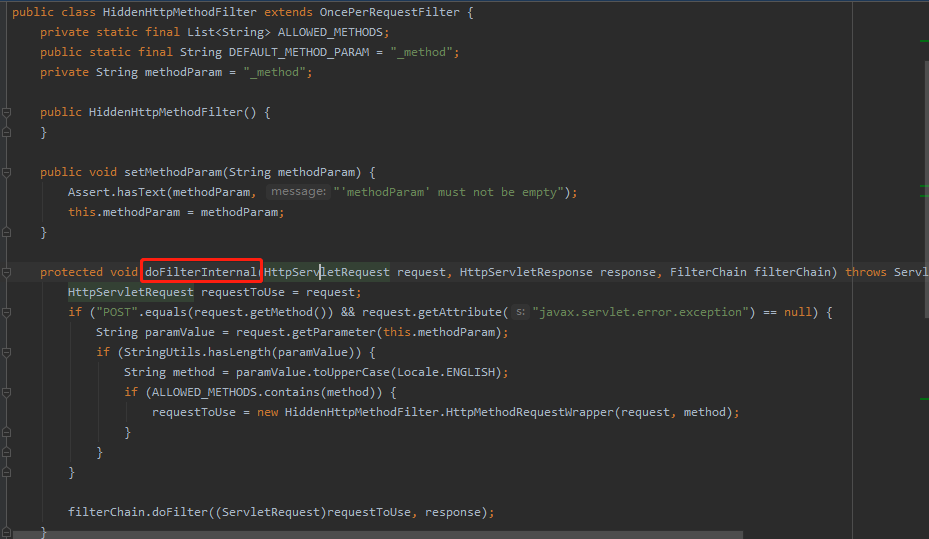 public class HiddenHttpMethodFilter extends OncePerRequestFilter {
    private static final List<String> ALLOWED_METHODS;
    public static final String DEFAULT_METHOD_PARAM = "_method";
    private String methodParam = "_method";
    public HiddenHttpMethodFilter() {
    }
    public void setMethodParam(String methodParam) {
        Assert.hasText(methodParam, message: "'methodParam' must not be empty");
        this.methodParam = methodParam;
    }
    protected void doFilterInternal(HttpServletRequest request, HttpServletResponse response, FilterChain filterChain) throws Servl
        HttpServletRequest requestToUse = request;
        if ("POST".equals(request.getMethod()) && request.getAttribute( s: "javax.servlet.error.exception") == null) {
            String paramValue = request.getParameter(this.methodParam);
            if (StringUtils.hasLength(paramValue)) {
                String method = paramValue.toUpperCase(Locale.ENGLISH);
                if (ALLOWED_METHODS.contains(method)) {
                    requestToUse = new HiddenHttpMethodFilter.HttpMethodRequestWrapper(request, method);
                }
            }
        }
        filterChain.doFilter((ServletRequest)requestToUse, response);
    }